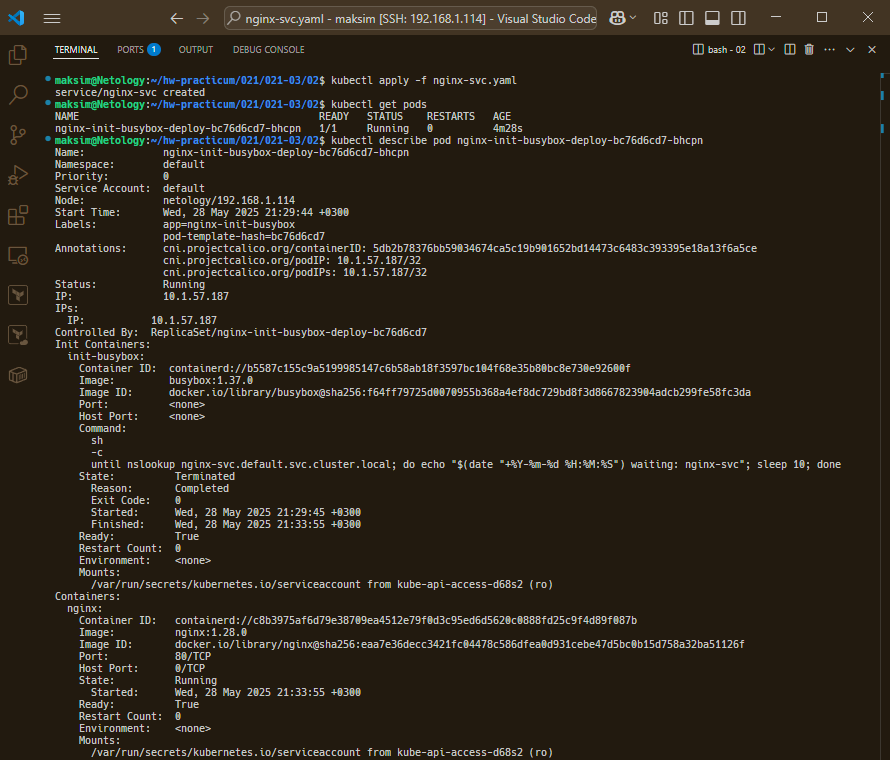 nginx-svc.yaml - maksim [SSH: 192.168.1.114] - Visual Studio Code
TERMINAL PORTS 1 OUTPUT DEBUG CONSOLE bash - 02
maksim@Netology:~/hw-practicum/021/021-03/02$ kubectl apply -f nginx-svc.yaml
service/nginx-svc created
maksim@Netology:~/hw-practicum/021/021-03/02$ kubectl get pods
NAME READY STATUS RESTARTS AGE
nginx-init-busybox-deploy-bc76d6cd7-bhcpn 1/1 Running 0 4m28s
maksim@Netology:~/hw-practicum/021/021-03/02$ kubectl describe pod nginx-init-busybox-deploy-bc76d6cd7-bhcpn
Name: nginx-init-busybox-deploy-bc76d6cd7-bhcpn
Namespace: default
Priority: 0
Service Account: default
Node: netology/192.168.1.114
Start Time: Wed, 28 May 2025 21:29:44 +0300
Labels: app=nginx-init-busybox
pod-template-hash=bc76d6cd7
Annotations: cni.projectcalico.org/containerID: 5db2b78376bb59034674ca5c19b901652bd14473c6483c393395e18a13f6a5ce
cni.projectcalico.org/podIP: 10.1.57.187/32
cni.projectcalico.org/podIPs: 10.1.57.187/32
Status: Running
IP: 10.1.57.187
IPs:
IP: 10.1.57.187
Controlled By: ReplicaSet/nginx-init-busybox-deploy-bc76d6cd7
Init Containers:
init-busybox:
Container ID: containerd://b5587c155c9a5199985147c6b58ab18f3597bc104f68e35b80bc8e730e92600f
Image: busybox:1.37.0
Image ID: docker.io/library/busybox@sha256:f64ff79725d0070955b368a4ef8dc729bd8f3d8667823904adcb299fe58fc3da
Port: <none>
Host Port: <none>
Command:
sh
-c
until nslookup nginx-svc.default.svc.cluster.local; do echo "$(date "+%Y-%m-%d %H:%M:%S") waiting: nginx-svc"; sleep 10; done
State: Terminated
Reason: Completed
Exit Code: 0
Started: Wed, 28 May 2025 21:29:45 +0300
Finished: Wed, 28 May 2025 21:33:55 +0300
Ready: True
Restart Count: 0
Environment: <none>
Mounts:
/var/run/secrets/kubernetes.io/serviceaccount from kube-api-access-d68s2 (ro)
Containers:
nginx:
Container ID: containerd://c8b3975af6d79e38709ea4512e79f0d3c95ed6d5620c0888fd25c9f4d89f087b
Image: nginx:1.28.0
Image ID: docker.io/library/nginx@sha256:eaa7e36decc3421fc04478c586dfea0d931cebe47d5bc0b15d758a32ba51126f
Port: 80/TCP
Host Port: 0/TCP
State: Running
Started: Wed, 28 May 2025 21:33:55 +0300
Ready: True
Restart Count: 0
Environment: <none>
Mounts:
/var/run/secrets/kubernetes.io/serviceaccount from kube-api-access-d68s2 (ro)